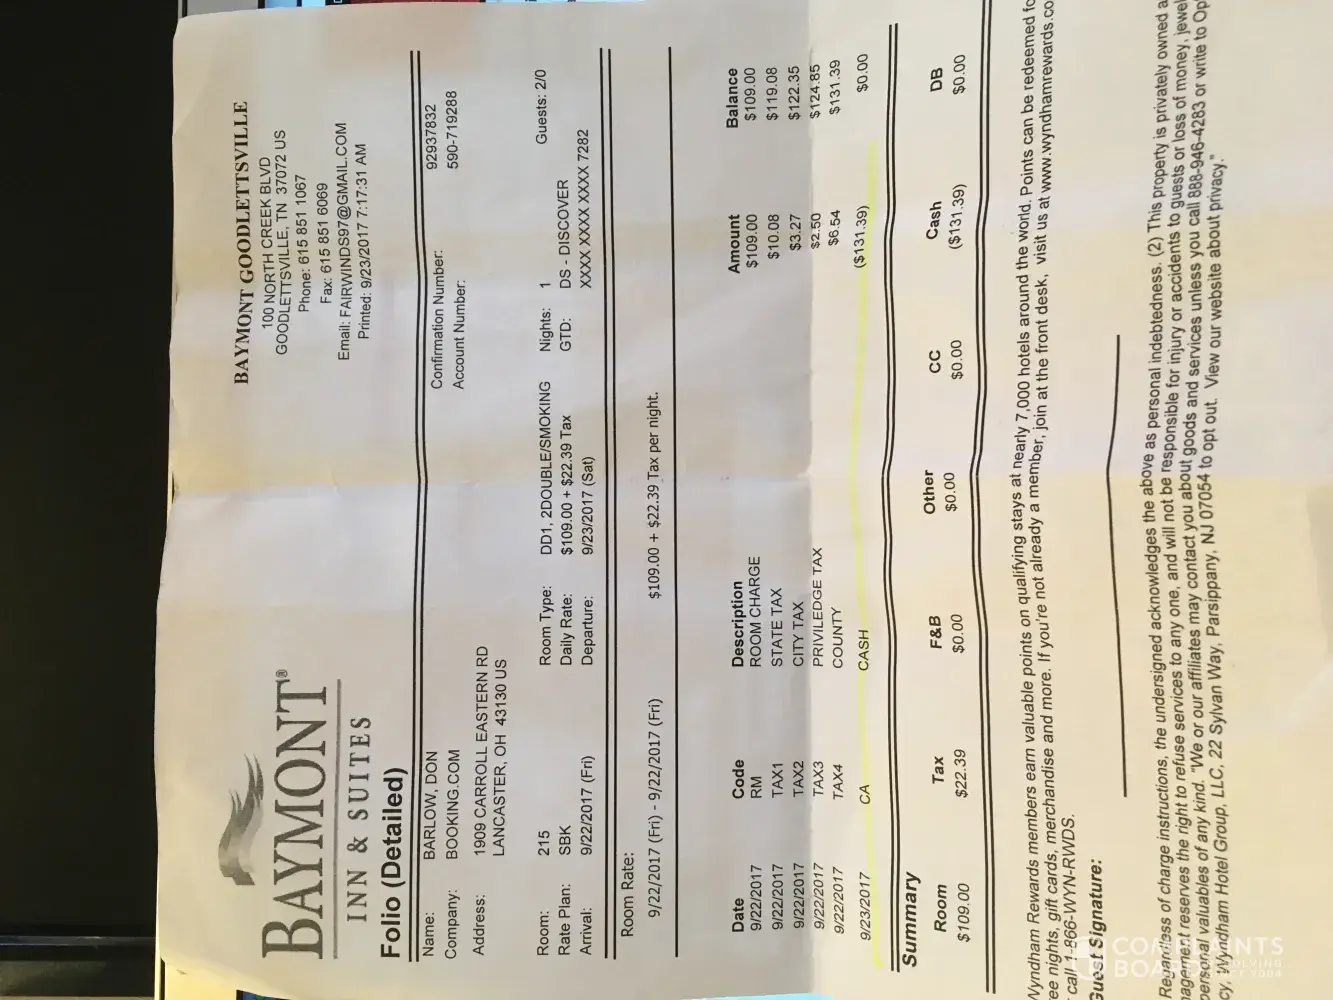 BAYMONT®
INN & SUITES
BAYMONT GOODLETTSVILLE
100 NORTH CREEK BLVD
GOODLETTSVILLE, TN 37072 US
Phone: 615 851 1067
Fax: 615 851 6069
Email: FAIRWINDS97@GMAIL.COM
Printed: 9/23/2017 7:17:31 AM
Folio (Detailed)
Name: BARLOW, DON Confirmation Number: 92937832
Company: BOOKING.COM Account Number: 590-719288
Address: 1909 CARROLL EASTERN RD
LANCASTER, OH 43130 US
Room: 215 Room Type: DD1, 2DOUBLE/SMOKING Nights: 1 Guests: 2/0
Rate Plan: SBK Daily Rate: $109.00 + $22.39 Tax GTD: DS - DISCOVER
Arrival: 9/22/2017 (Fri) Departure: 9/23/2017 (Sat) XXXX XXXX XXXX 7282
Room Rate:
9/22/2017 (Fri) - 9/22/2017 (Fri) $109.00 + $22.39 Tax per night.
Date Code Description Amount Balance
9/22/2017 RM ROOM CHARGE $109.00 $109.00
9/22/2017 TAX1 STATE TAX $10.08 $119.08
9/22/2017 TAX2 CITY TAX $3.27 $122.35
9/22/2017 TAX3 PRIVILEDGE TAX $2.50 $124.85
9/22/2017 TAX4 COUNTY $6.54 $131.39
9/23/2017 CA CASH ($131.39) $0.00
Summary
Room Tax F&B Other CC Cash DB
$109.00 $22.39 $0.00 $0.00 $0.00 ($131.39) $0.00
Wyndham Rewards members earn valuable points on qualifying stays at nearly 7,000 hotels around the world. Points can be redeemed fo
ee nights, gift cards, merchandise and more. If you're not already a member, join at the front desk, visit us at www.wyndhamrewards.co
call 1-866-WYN-RWDS.
Guest Signature:
Regardless of charge instructions, the undersigned acknowledges the above as personal indebtedness. (2) This property is privately owned a
agement reserves the right to refuse services to any one, and will not be responsible for injury or accidents to guests or loss of money, jewel
personal valuables of any kind. "We or our affiliates may contact you about goods and services unless you call 888-946-4283 or write to Op
cy, Wyndham Hotel Group, LLC, 22 Sylvan Way, Parsippany, NJ 07054 to opt out. View our website about privacy."
COMPLAINTS
BOARD
RESOLVING
SINCE 2004